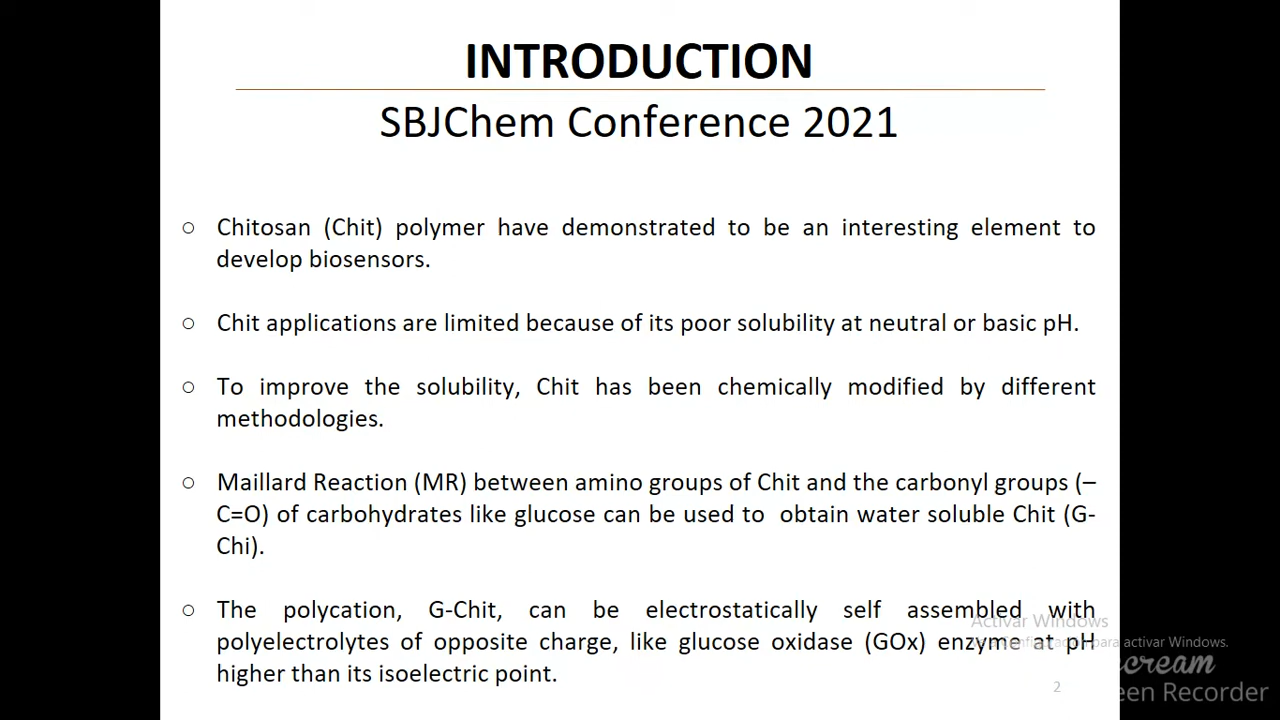 INTRODUCTION
SBJChem Conference 2021
○ Chitosan (Chit) polymer have demonstrated to be an interesting element to
develop biosensors.
○ Chit applications are limited because of its poor solubility at neutral or basic pH.
○ To improve the solubility, Chit has been chemically modified by different
methodologies.
○ Maillard Reaction (MR) between amino groups of Chit and the carbonyl groups (–
C=O) of carbohydrates like glucose can be used to obtain water soluble Chit (G-
Chi).
○ The polycation, G-Chit, can be electrostatically self assembled with
polyelectrolytes of opposite charge, like glucose oxidase (GOx) enzyme at pH
higher than its isoelectric point.
Activar Windows
para activar Windows.
2